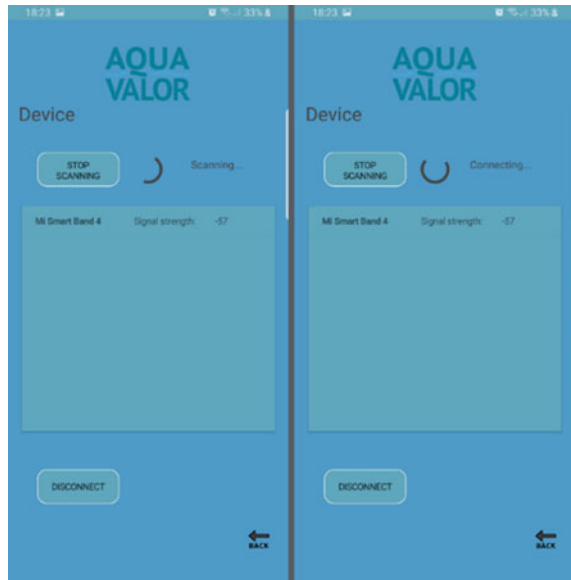 18:23 33%
AQUA
VALOR
Device
STOP
SCANNING
Scanning...
Mi Smart Band 4 Signal strength: -57
DISCONNECT
BACK
18:23 33%
AQUA
VALOR
Device
STOP
SCANNING
Connecting...
Mi Smart Band 4 Signal strength: -57
DISCONNECT
BACK